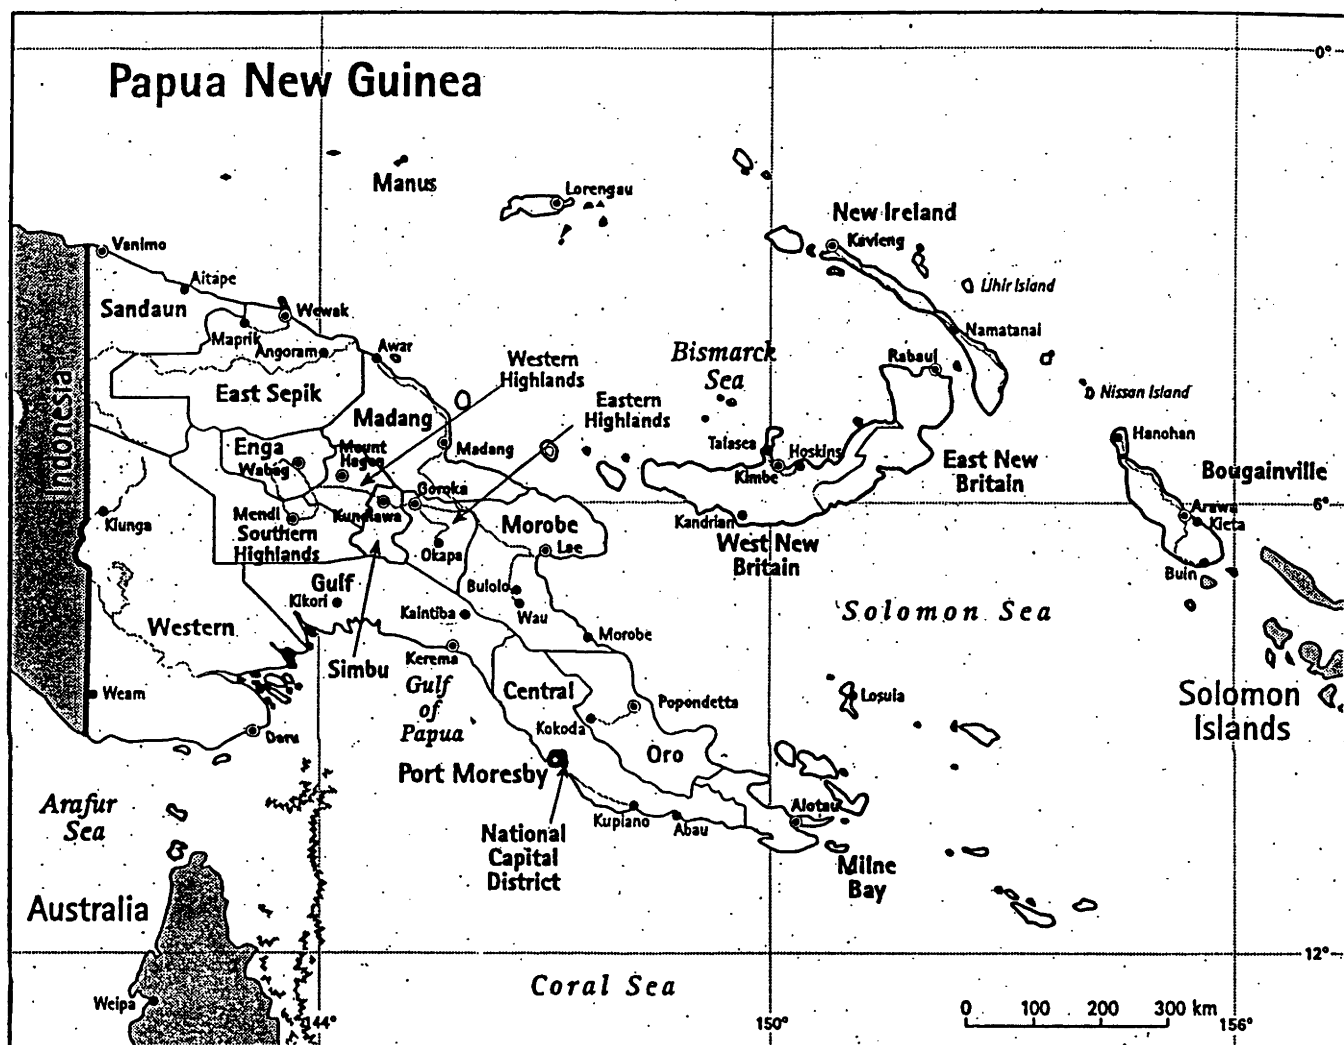 Papua New Guinea
0°
Manus
Lorengau
New Ireland
Kavieng
Vanimo
Aitape
Lihir Island
Sandaun
Wewak
Namatanai
Maprik
Angoram
Awar
Western
Highlands
Bismarck
Sea
Rabaul
East Sepik
Eastern
Highlands
Nissan Island
Indonesia
Madang
Hanohan
Enga
Mount
Hagen
Madang
Talasea
Hoskins
East New
Britain
Bougainville
Wabag
Kimbe
Goroka
Kiunga
Mendi
Kundiawa
Morobe
Kandrian
6°
Arawa
Kieta
Southern
Highlands
Okapa
Lae
West New
Britain
Buin
Gulf
Kikori
Bulolo
Solomon Sea
Western
Kaintiba
Wau
Morobe
Simbu
Kerema
Weam
Gulf
of
Papua
Central
Popondetta
Losuia
Solomon
Islands
Daru
Kokoda
Oro
Port Moresby
Arafur
Sea
Kupiano
Abau
Alotau
National
Capital
District
Milne
Bay
Australia
12°
Coral Sea
Weipa
0 100 200 300 km
144°
150°
156°